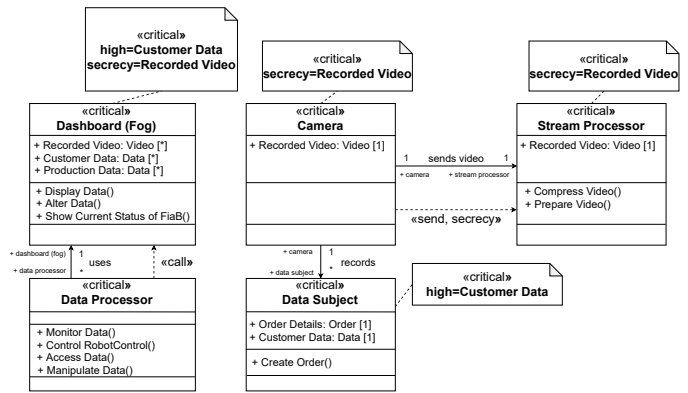 «critical»
high=Customer Data
secrecy=Recorded Video
«critical»
secrecy=Recorded Video
«critical»
secrecy=Recorded Video
«critical»
Dashboard (Fog)
+ Recorded Video: Video [*]
+ Customer Data: Data [*]
+ Production Data: Data [*]
+ Display Data()
+ Alter Data()
+ Show Current Status of FiaB()
«critical»
Camera
+ Recorded Video: Video [1]
1 sends video 1
+ camera + stream processor
«send, secrecy»
«critical»
Stream Processor
+ Recorded Video: Video [1]
+ Compress Video()
+ Prepare Video()
+ dashboard (fog) 1
uses
+ data processor *
«call»
+ camera 1
records
+ data subject *
«critical»
Data Processor
+ Monitor Data()
+ Control RobotControl()
+ Access Data()
+ Manipulate Data()
«critical»
Data Subject
+ Order Details: Order [1]
+ Customer Data: Data [1]
+ Create Order()
«critical»
high=Customer Data